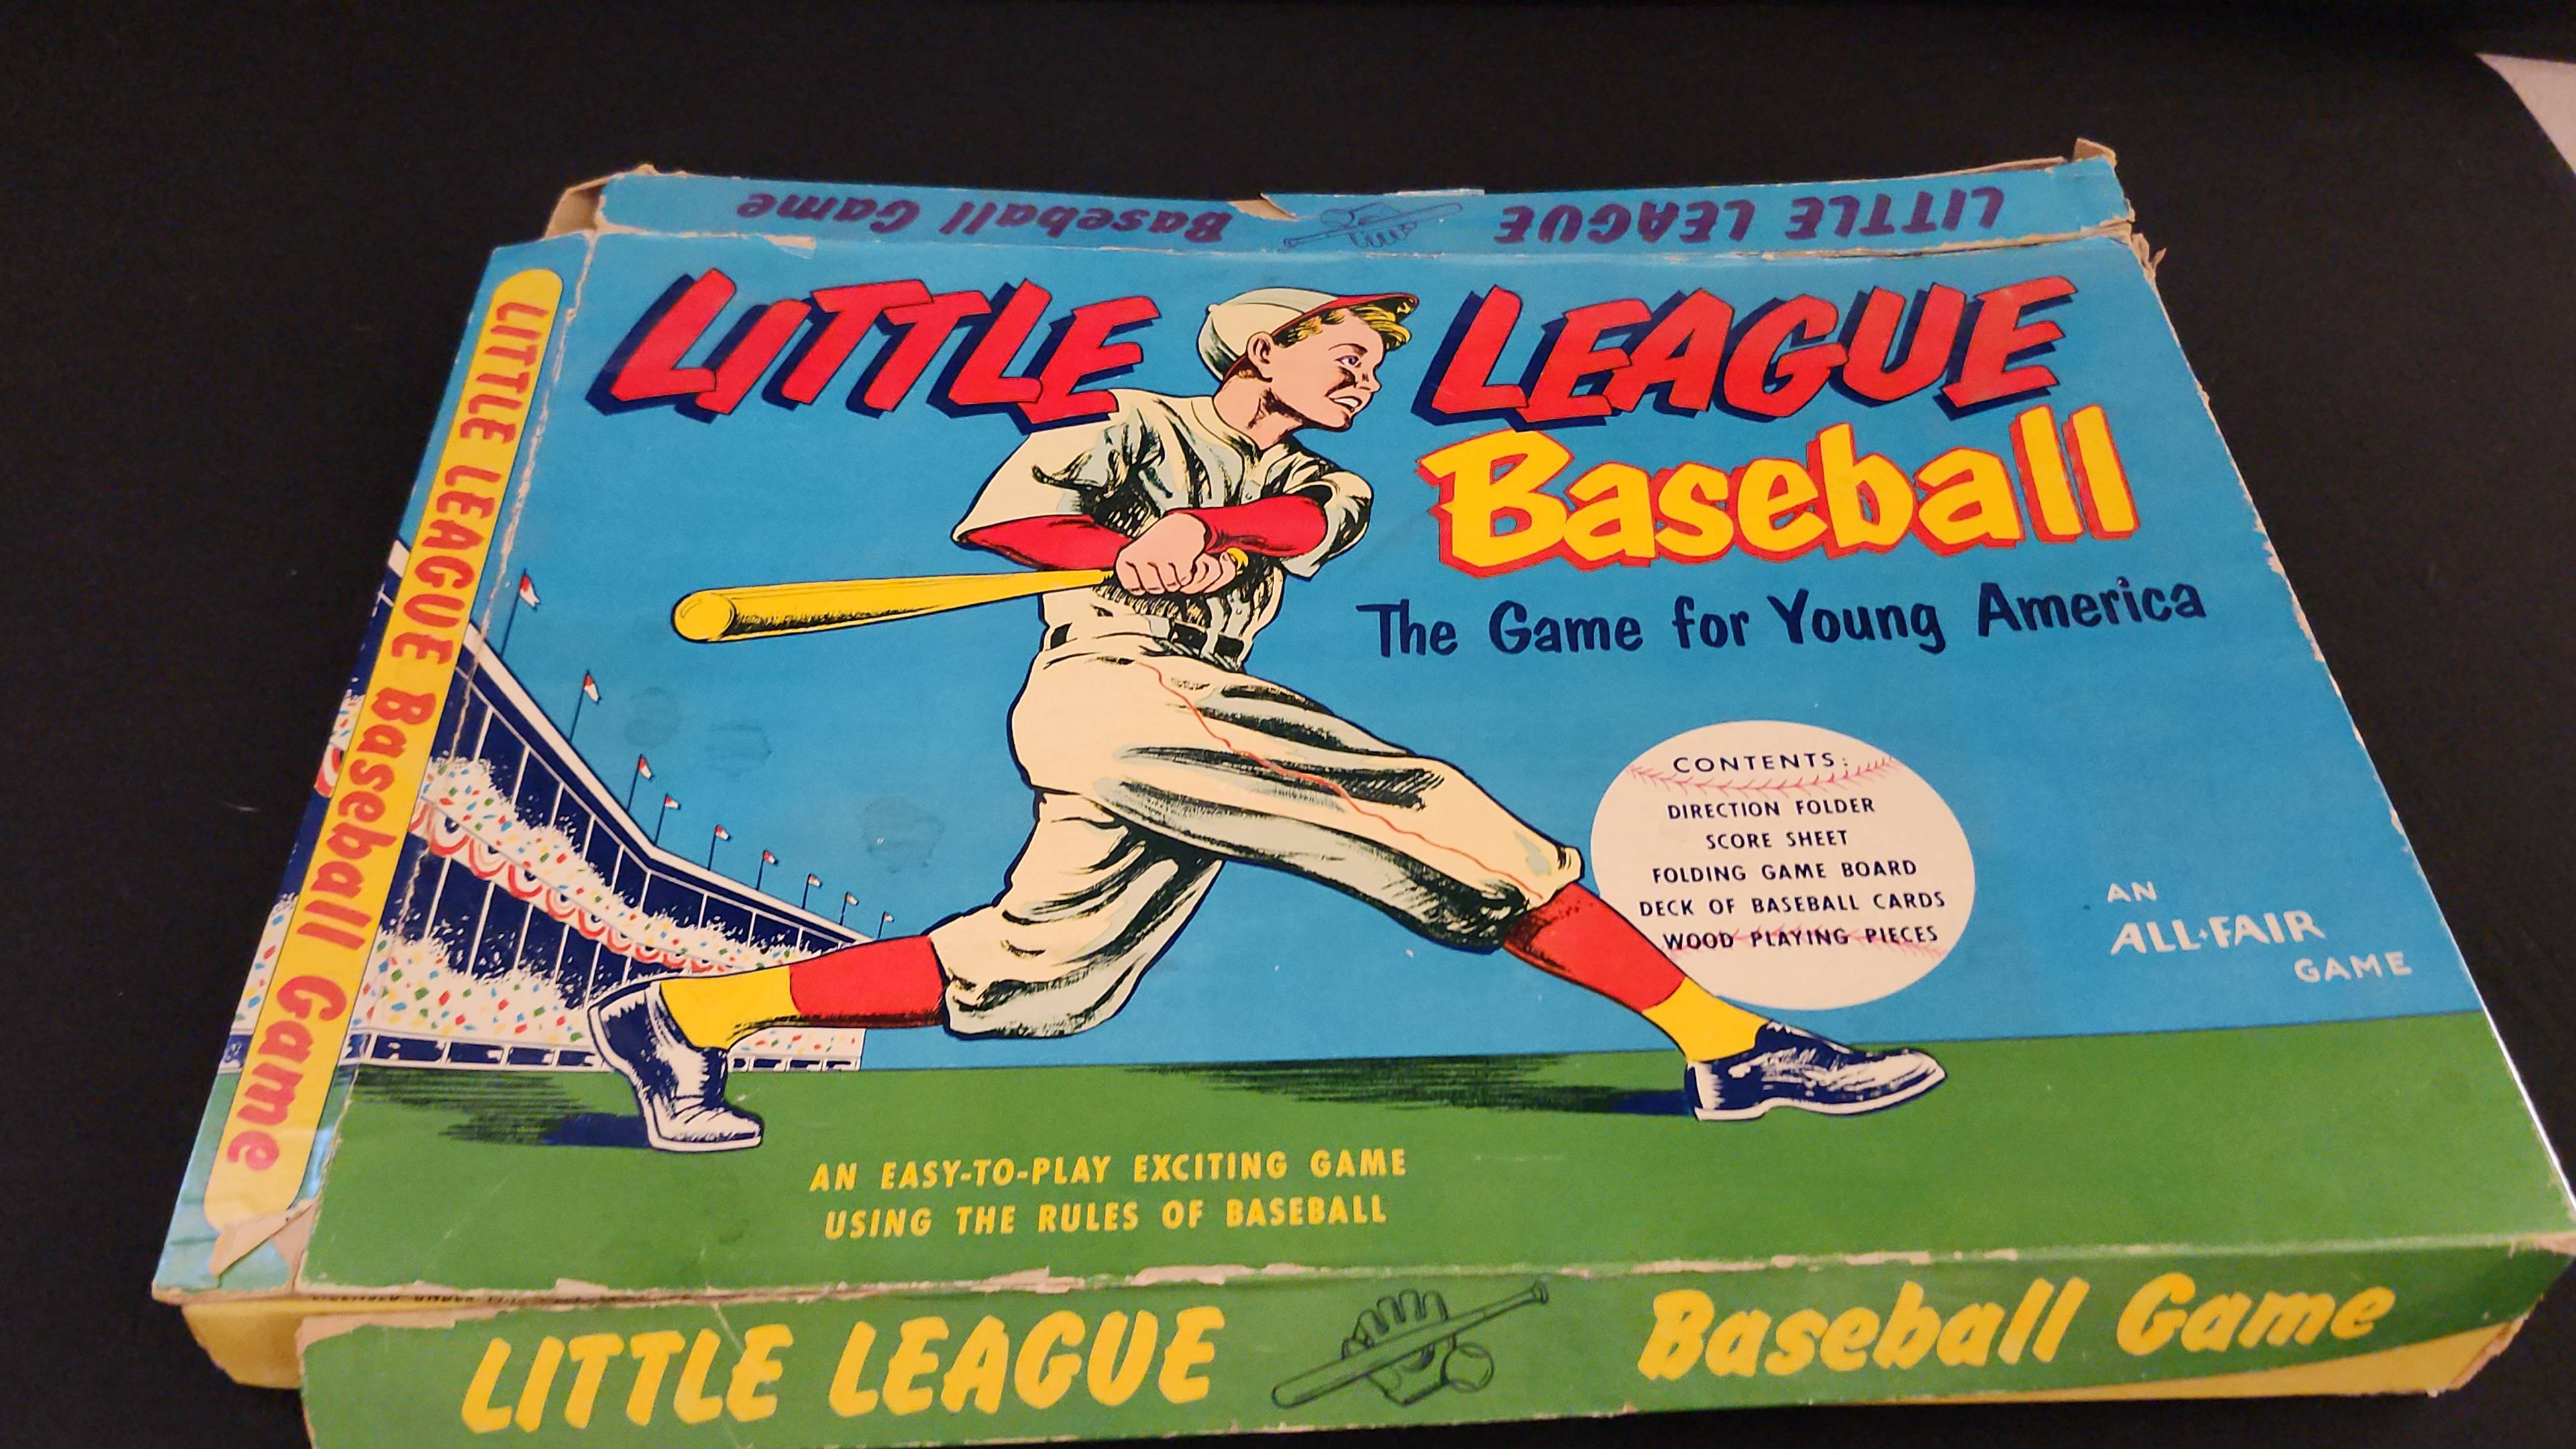 LITTLE LEAGUE Baseball Game
LITTLE LEAGUE
Baseball
The Game for Young America
CONTENTS:
DIRECTION FOLDER
SCORE SHEET
FOLDING GAME BOARD
DECK OF BASEBALL CARDS
WOOD PLAYING PIECES
AN
ALL-FAIR
GAME
AN EASY-TO-PLAY EXCITING GAME
USING THE RULES OF BASEBALL
LITTLE LEAGUE Baseball Game
LITTLE LEAGUE Baseball Game